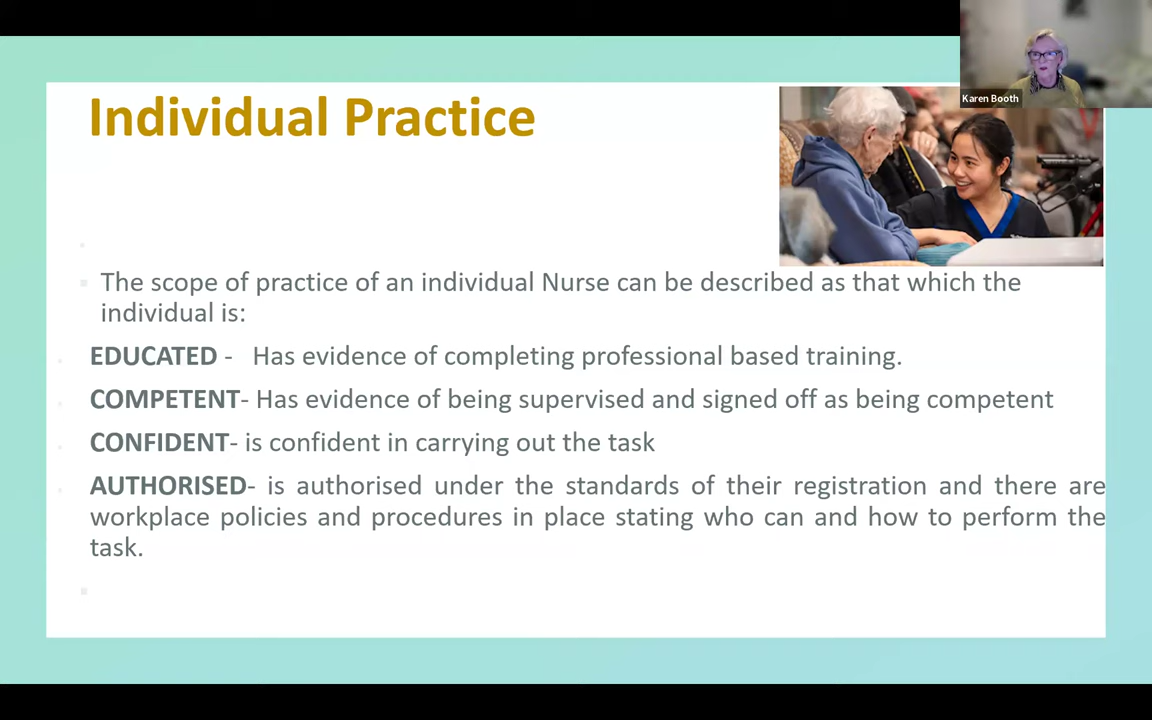 Karen Booth
Individual Practice
The scope of practice of an individual Nurse can be described as that which the
individual is:
EDUCATED -   Has evidence of completing professional based training.
COMPETENT- Has evidence of being supervised and signed off as being competent
CONFIDENT- is confident in carrying out the task
AUTHORISED- is authorised under the standards of their registration and there are
workplace policies and procedures in place stating who can and how to perform the
task.